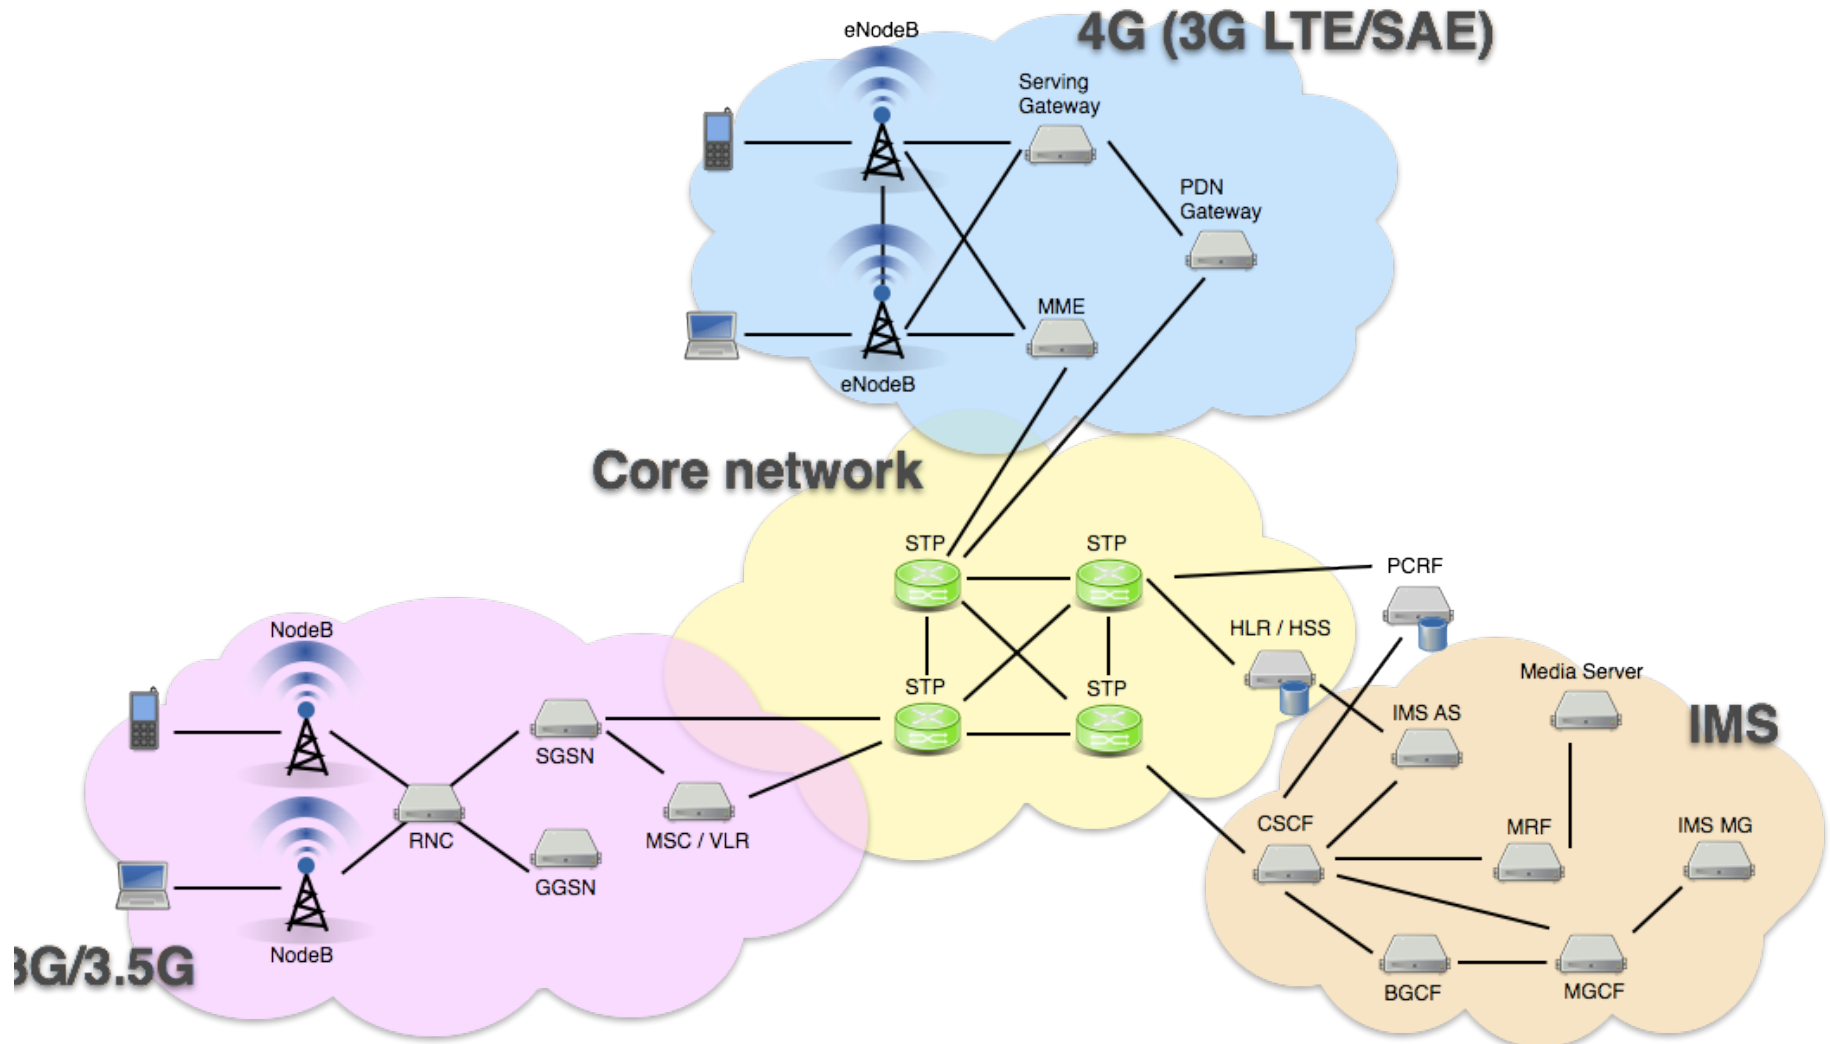 eNodeB
4G (3G LTE/SAE)
Serving
Gateway
PDN
Gateway
MME
eNodeB
Core network
STP
STP
PCRF
NodeB
HLR / HSS
Media Server
STP
STP
IMS AS
IMS
SGSN
RNC
MSC / VLR
CSCF
MRF
IMS MG
GGSN
NodeB
3G/3.5G
BGCF
MGCF